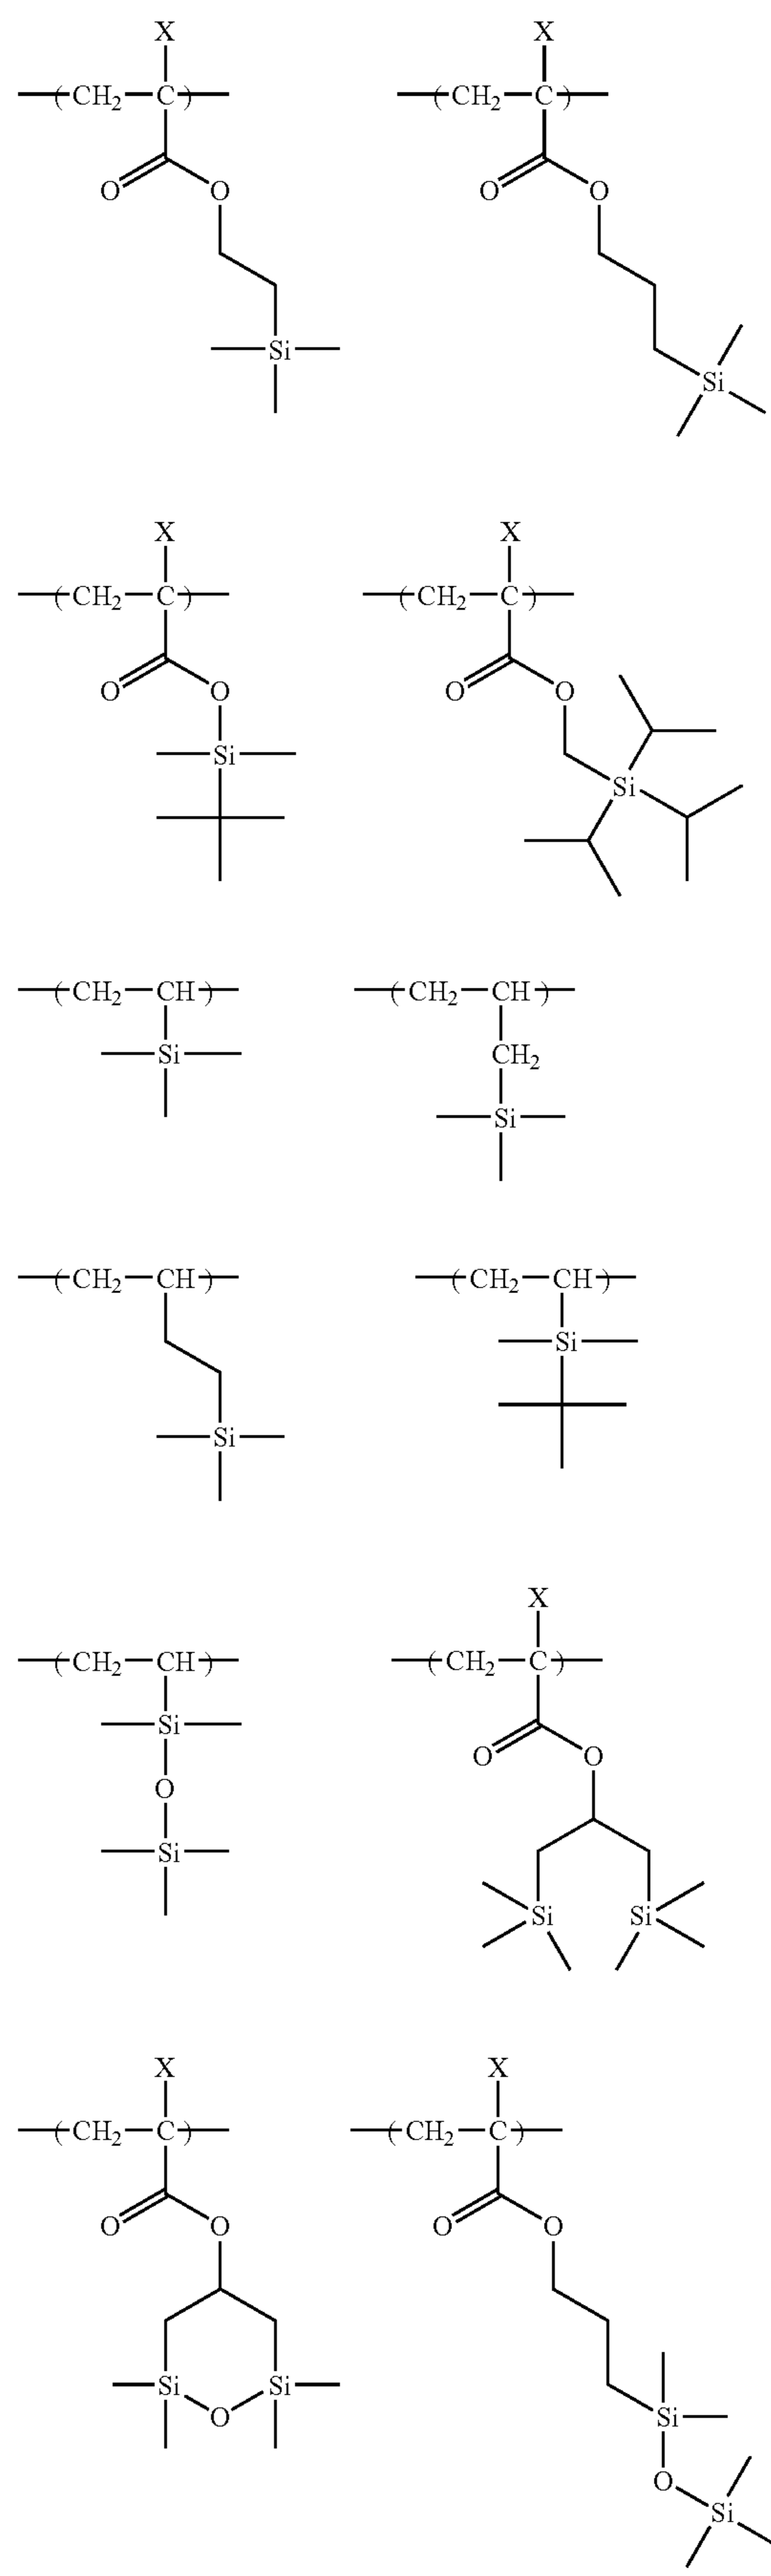 X X
( CH₂ C ) ( CH₂ C )
O O O O
Si
Si
X X
( CH₂ C ) ( CH₂ C )
O O O O
Si
Si
( CH₂ CH ) ( CH₂ CH )
Si CH₂
Si
( CH₂ CH ) ( CH₂ CH )
Si
Si
X
( CH₂ CH ) ( CH₂ C )
Si
O O
O
Si
Si Si
X X
( CH₂ C ) ( CH₂ C )
O O O O
Si Si
O Si
O
Si